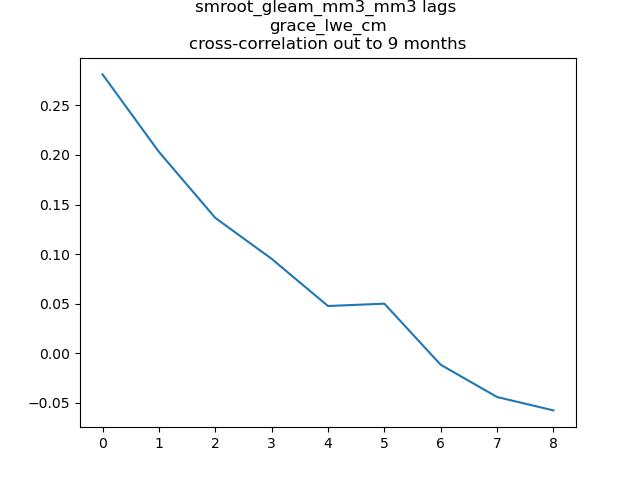 smroot_gleam_mm3_mm3 lags
grace_lwe_cm
cross-correlation out to 9 months
0.25
0.20
0.15
0.10
0.05
0.00
−0.05
0 1 2 3 4 5 6 7 8